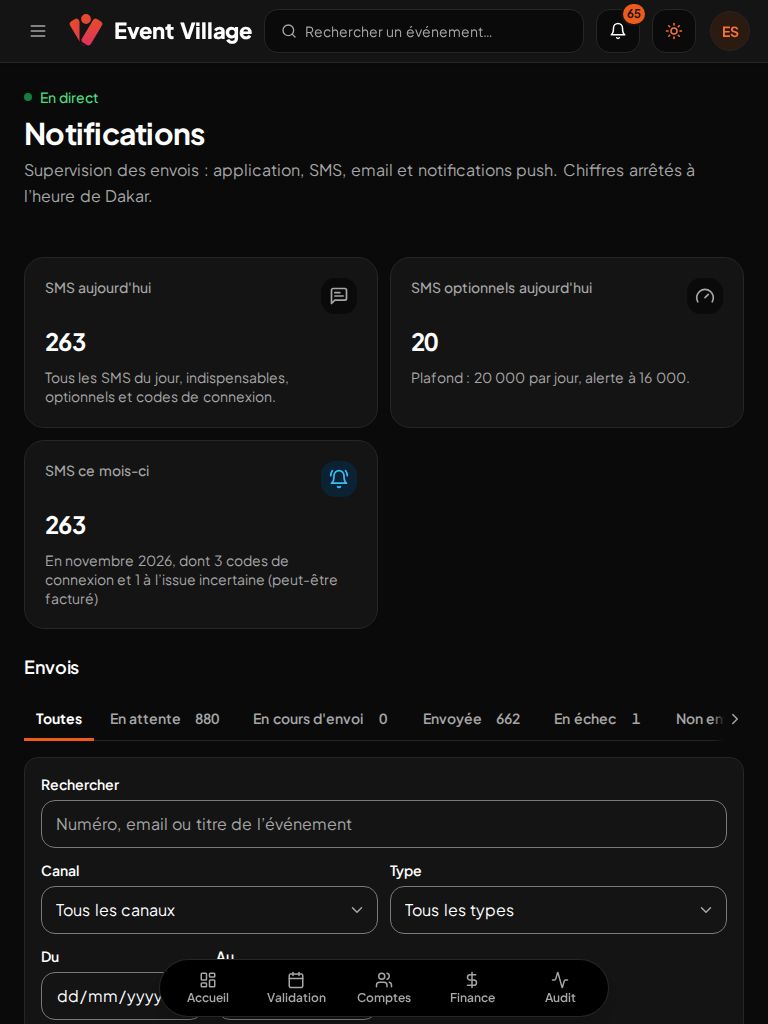 Event Village
Rechercher un événement...
65
ES
En direct
Notifications
Supervision des envois : application, SMS, email et notifications push. Chiffres arrêtés à
l'heure de Dakar.
SMS aujourd'hui
263
Tous les SMS du jour, indispensables,
optionnels et codes de connexion.
SMS optionnels aujourd'hui
20
Plafond : 20 000 par jour, alerte à 16 000.
SMS ce mois-ci
263
En novembre 2026, dont 3 codes de
connexion et 1 à l'issue incertaine (peut-être
facturé)
Envois
Toutes
En attente 880
En cours d'envoi 0
Envoyée 662
En échec 1
Non en
Rechercher
Numéro, email ou titre de l'événement
Canal
Type
Tous les canaux
Tous les types
Du
Au
dd/mm/yyyy
Accueil
Validation
Comptes
Finance
Audit